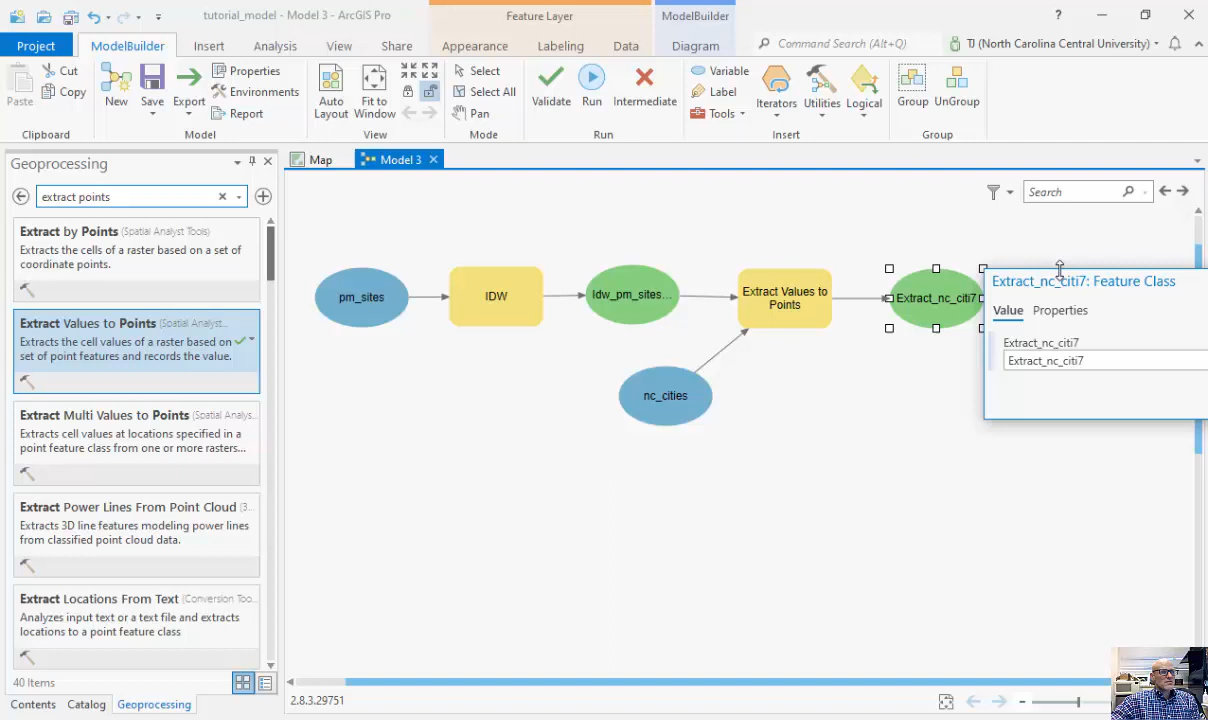 tutorial_model - Model 3 - ArcGIS Pro
Feature Layer
ModelBuilder
?
Project
ModelBuilder
Insert
Analysis
View
Share
Appearance
Labeling
Data
Diagram
Command Search (Alt+Q)
TJ (North Carolina Central University)
Paste
Cut
Copy
Clipboard
New
Save
Export
Properties
Environments
Report
Model
Auto Layout
Fit to Window
View
Select
Select All
Pan
Mode
Validate
Run
Intermediate
Run
Variable
Label
Tools
Iterators
Utilities
Logical
Insert
Group
UnGroup
Group
Geoprocessing
extract points
Extract by Points (Spatial Analyst Tools)
Extracts the cells of a raster based on a set of
coordinate points.
Extract Values to Points (Spatial Analyst...
Extracts the cell values of a raster based on
set of point features and records the value.
Extract Multi Values to Points (Spatial Analys...
Extracts cell values at locations specified in a
point feature class from one or more rasters...
Extract Power Lines From Point Cloud (3...
Extracts 3D line features modeling power lines
from classified point cloud data.
Extract Locations From Text (Conversion Too...
Analyzes input text or a text file and extracts
locations to a point feature class
40 Items
Contents
Catalog
Geoprocessing
Map
Model 3
Search
pm_sites
IDW
Idw_pm_sites...
Extract Values to
Points
Extract_nc_citi7
nc_cities
Extract_nc_citi7: Feature Class
Value
Properties
Extract_nc_citi7
Extract_nc_citi7
2.8.3.29751